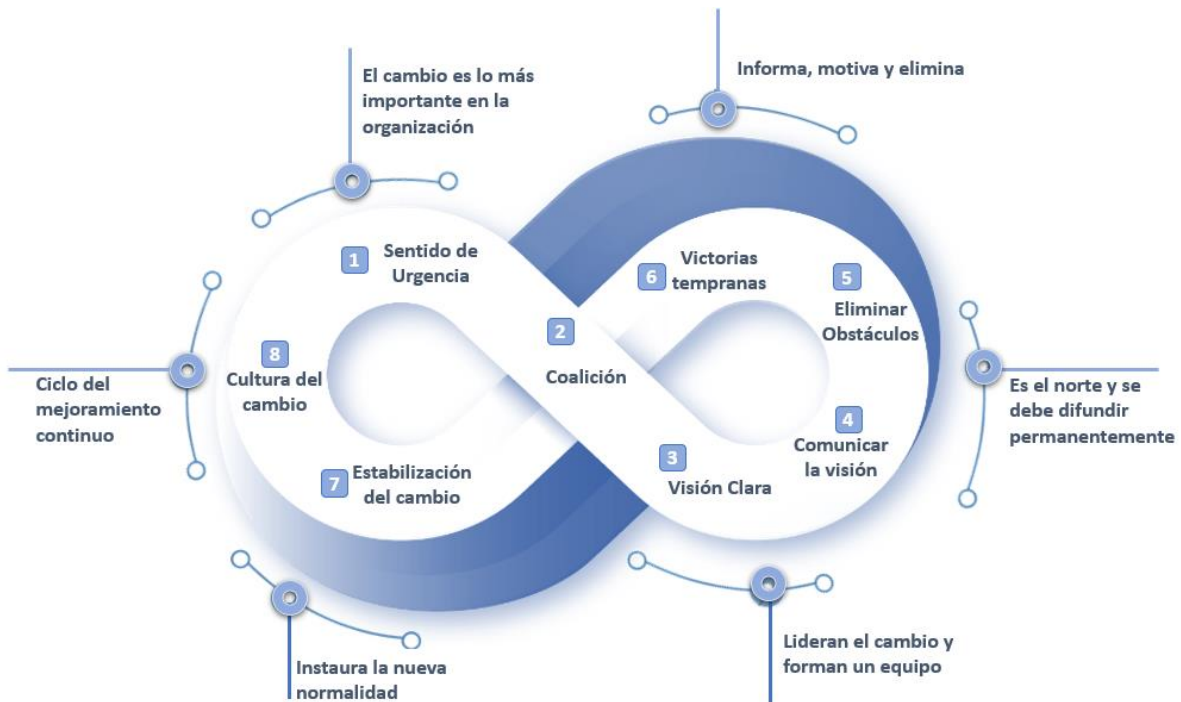 El cambio es lo más
importante en la
organización
Informa, motiva y elimina
1
Sentido de
Urgencia
2
Coalición
3
Visión Clara
4
Comunicar
la visión
5
Eliminar
Obstáculos
6
Victorias
tempranas
7
Estabilización
del cambio
8
Cultura del
cambio
Ciclo del
mejoramiento
continuo
Es el norte y se
debe difundir
permanentemente
Instaura la nueva
normalidad
Lideran el cambio y
forman un equipo